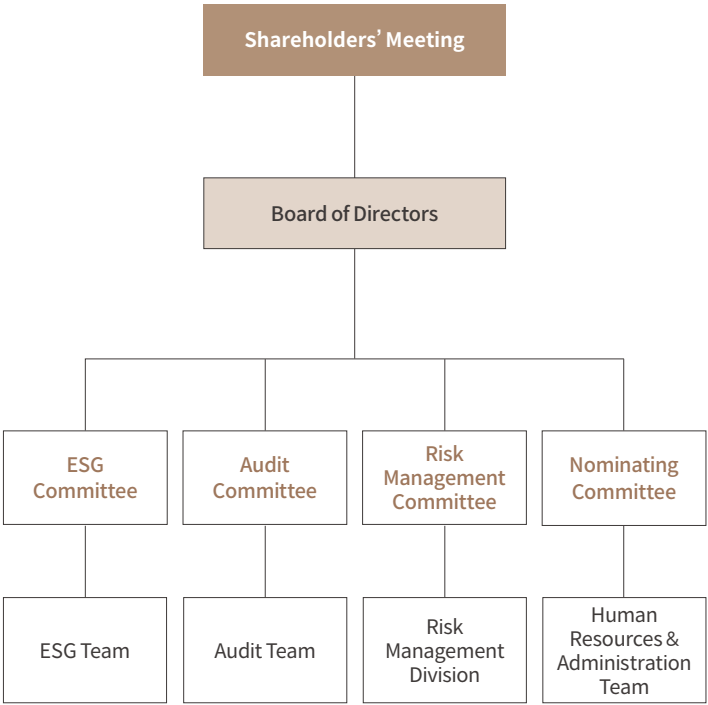 Shareholders’ Meeting
Board of Directors
ESG
Committee
Audit
Committee
Risk
Management
Committee
Nominating
Committee
ESG Team
Audit Team
Risk
Management
Division
Human
Resources &
Administration
Team